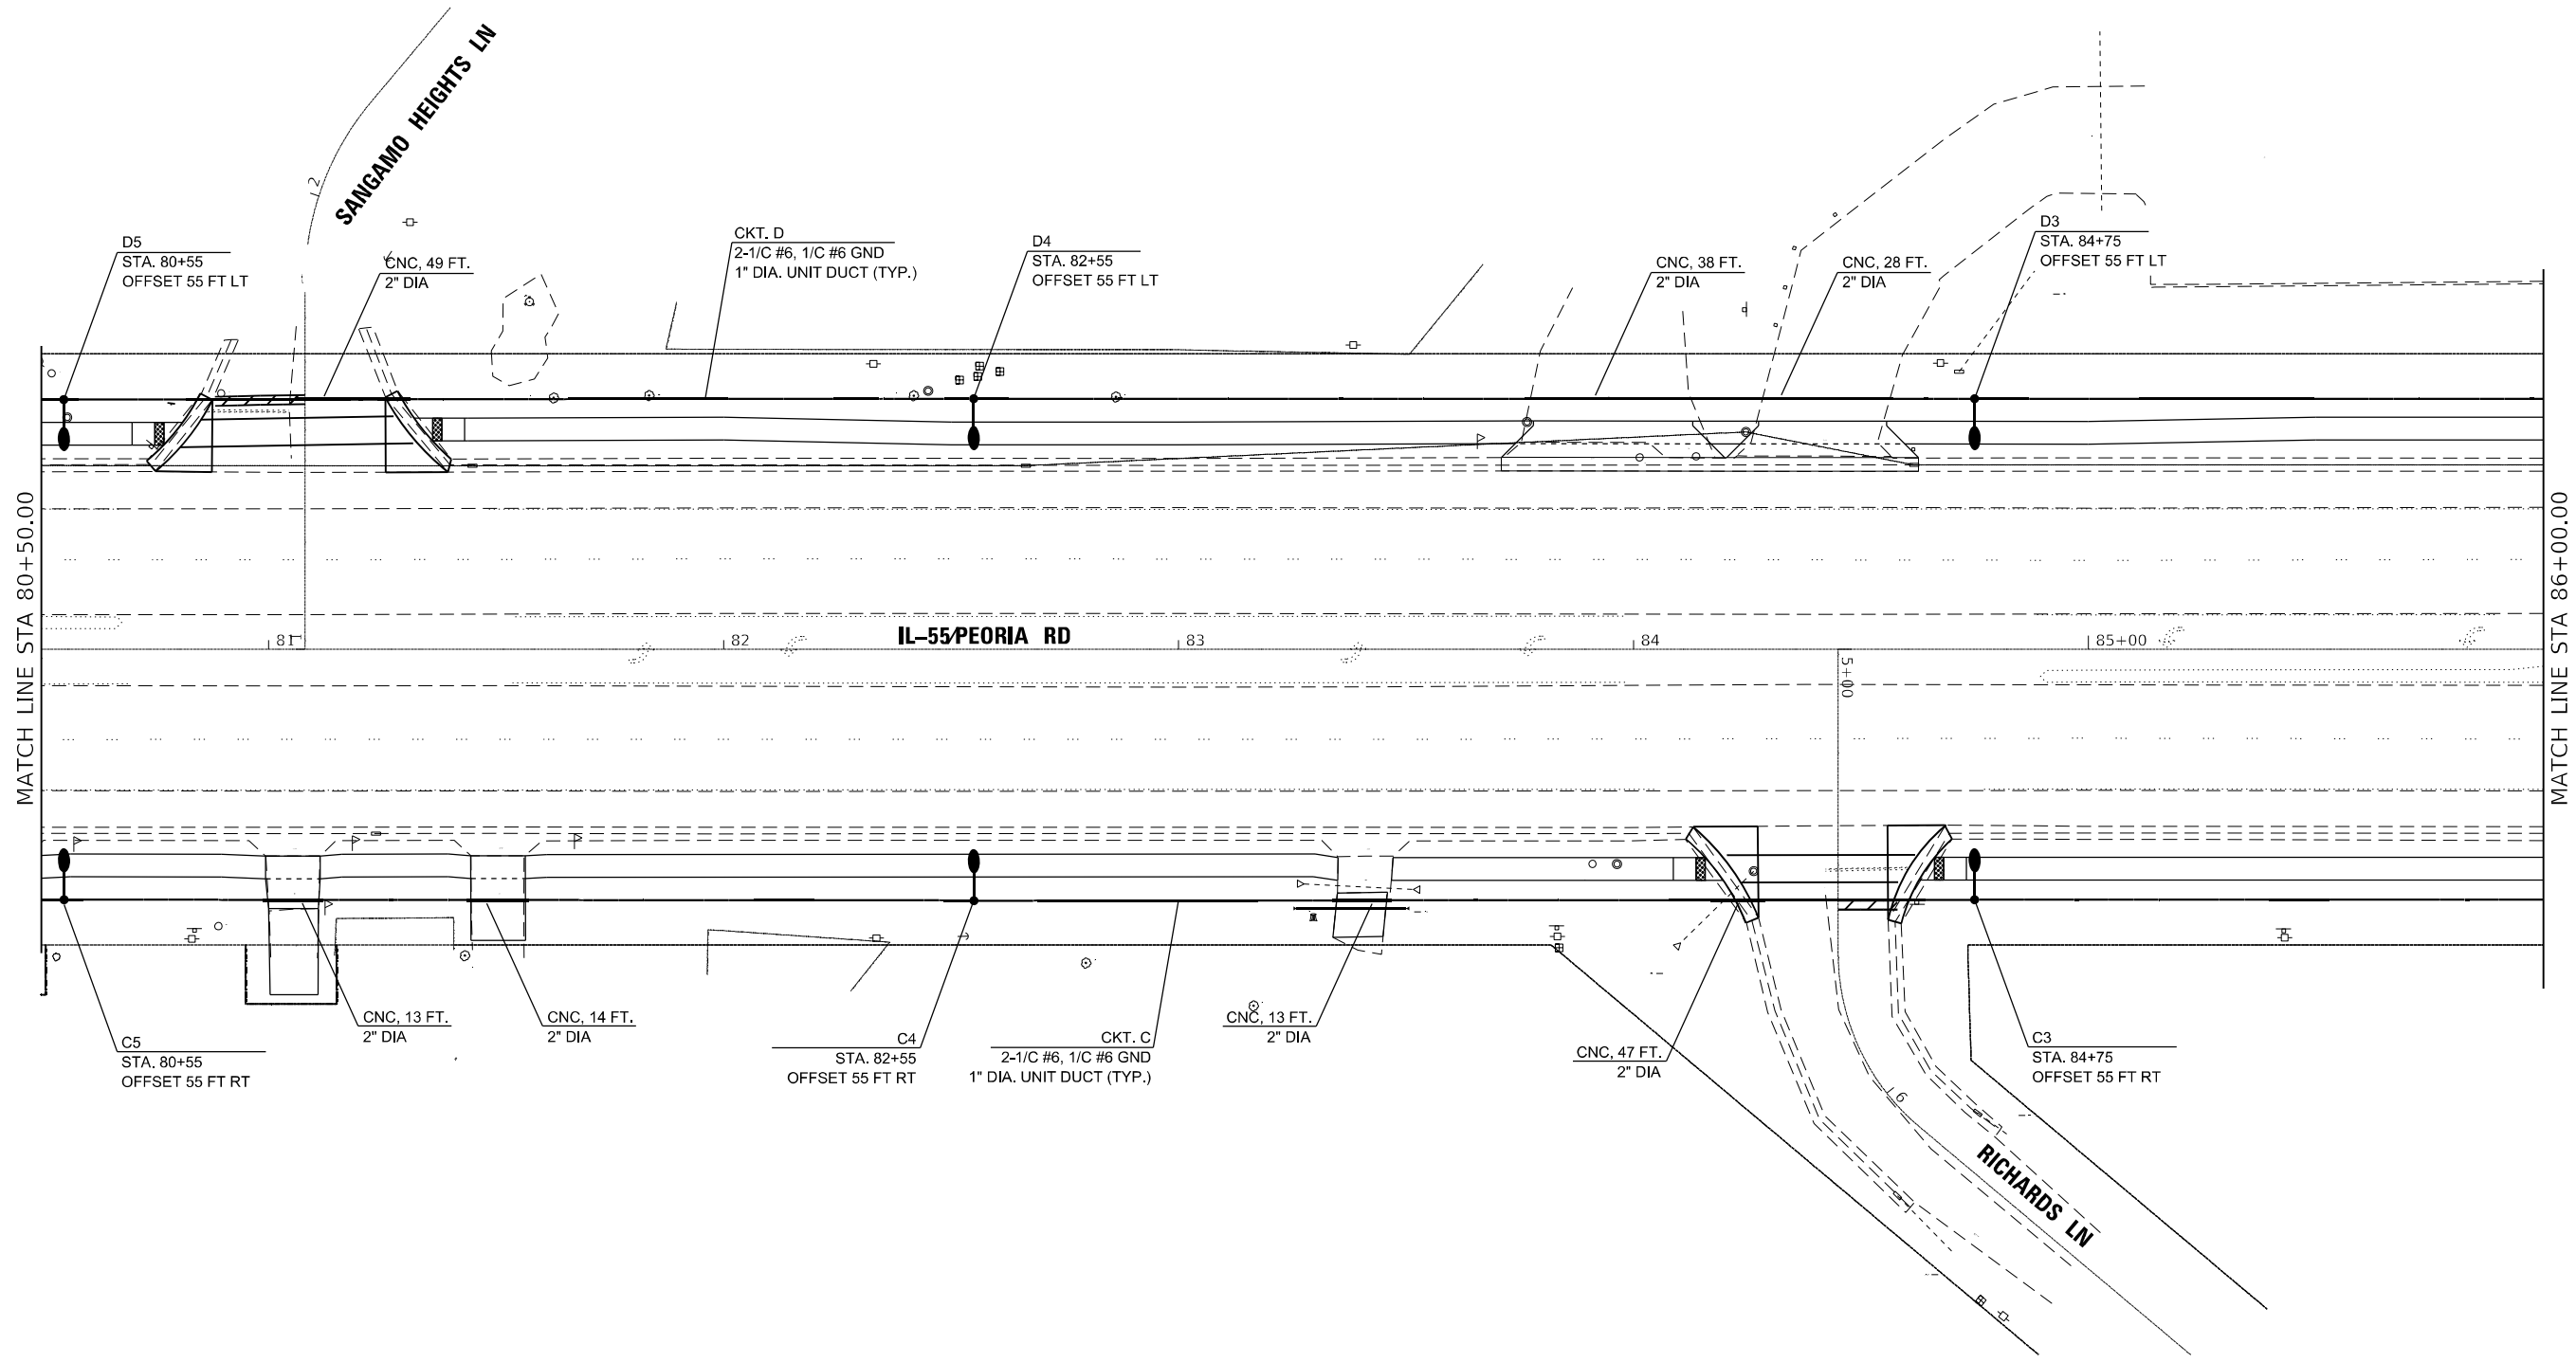 SANGAMO HEIGHTS LN
2
D5
STA. 80+55
OFFSET 55 FT LT
CNC, 49 FT.
2" DIA
CKT. D
2-1/C #6, 1/C #6 GND
1" DIA. UNIT DUCT (TYP.)
D4
STA. 82+55
OFFSET 55 FT LT
CNC, 38 FT.
2" DIA
CNC, 28 FT.
2" DIA
D3
STA. 84+75
OFFSET 55 FT LT
MATCH LINE STA 80+50.00
MATCH LINE STA 86+00.00
81
82
IL-55/PEORIA RD
83
84
85+00
5+00
CNC, 13 FT.
2" DIA
CNC, 14 FT.
2" DIA
C5
STA. 80+55
OFFSET 55 FT RT
C4
STA. 82+55
OFFSET 55 FT RT
CKT. C
2-1/C #6, 1/C #6 GND
1" DIA. UNIT DUCT (TYP.)
CNC, 13 FT.
2" DIA
CNC, 47 FT.
2" DIA
C3
STA. 84+75
OFFSET 55 FT RT
6
RICHARDS LN